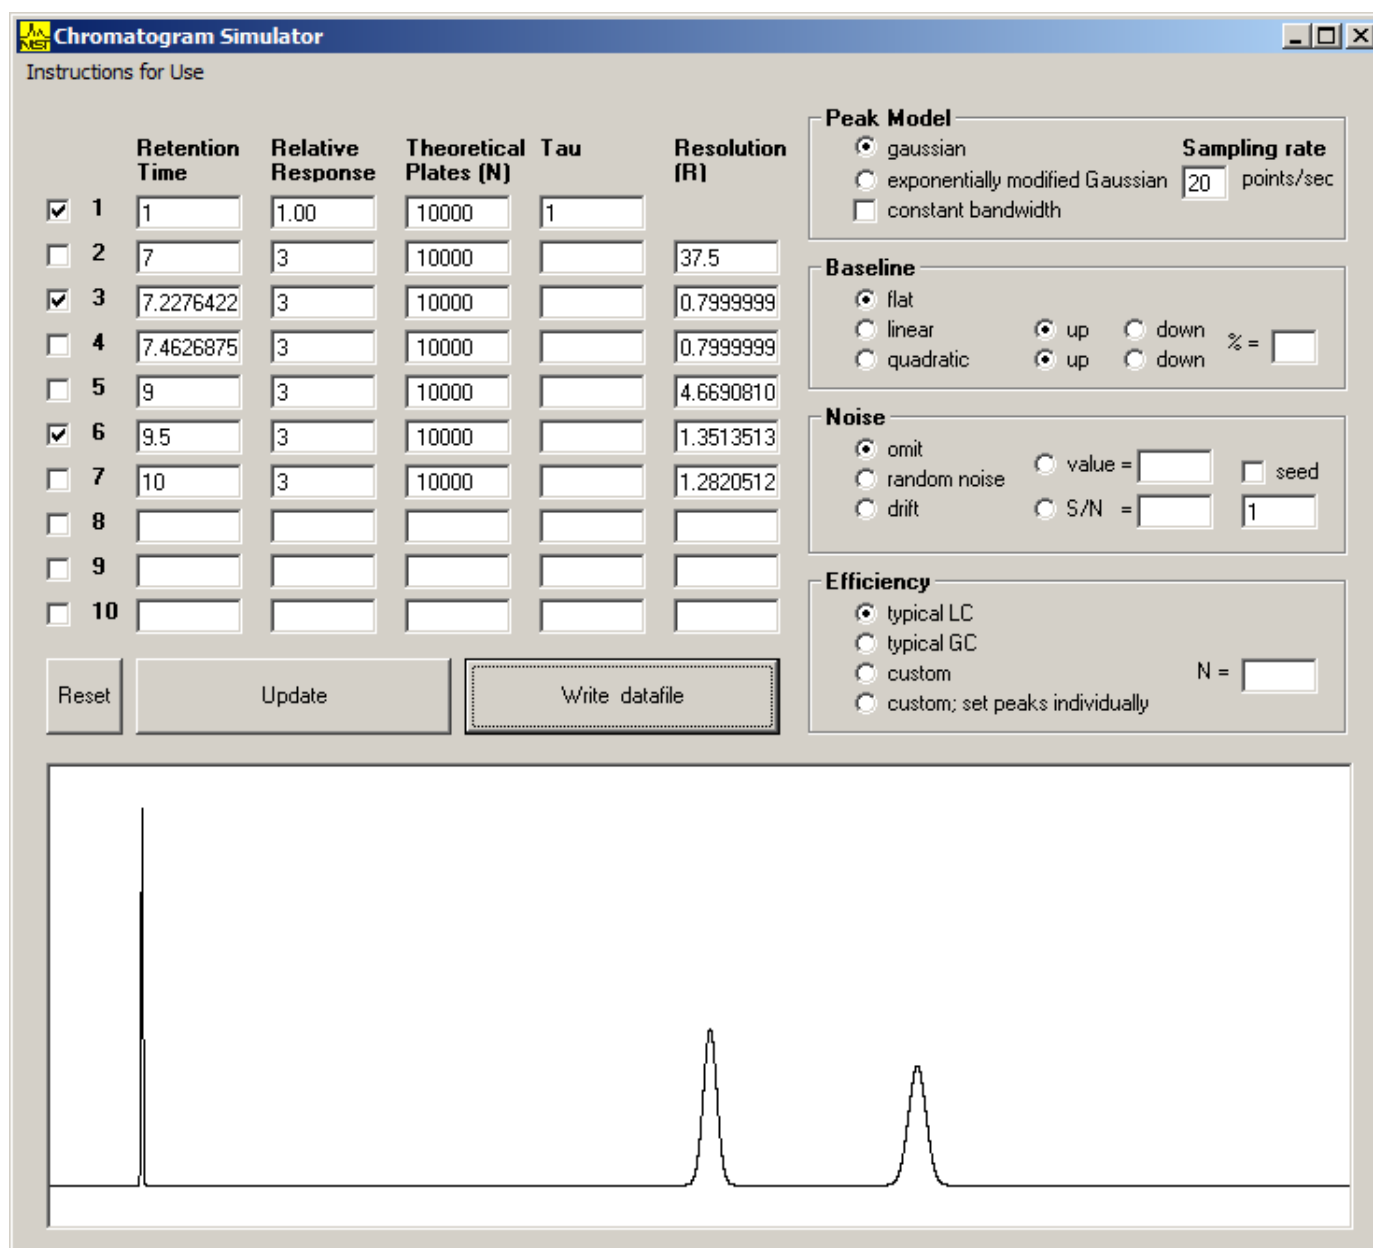 Chromatogram Simulator
Instructions for Use
Retention Time Relative Response Theoretical Plates (N) Tau Resolution (R)
1 1 1.00 10000 1
2 7 3 10000 37.5
3 7.2276422 3 10000 0.7999999
4 7.4626875 3 10000 0.7999999
5 9 3 10000 4.6690810
6 9.5 3 10000 1.3513513
7 10 3 10000 1.2820512
8
9
10
Reset Update Write datafile
Peak Model
gaussian Sampling rate
exponentially modified Gaussian 20 points/sec
constant bandwidth
Baseline
flat
linear up down % =
quadratic up down
Noise
omit value =
random noise seed
drift S/N = 1
Efficiency
typical LC
typical GC
custom N =
custom; set peaks individually